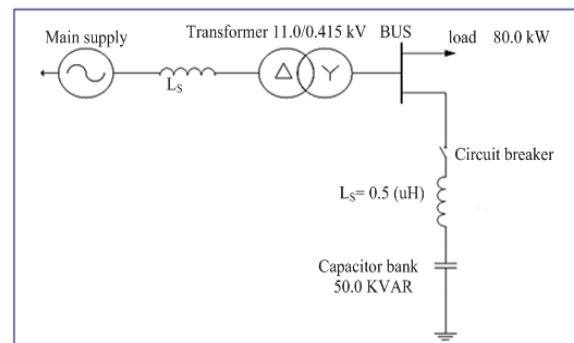 Main supply
Transformer 11.0/0.415 kV
BUS
load 80.0 kW
Ls
Δ
Y
Circuit breaker
Ls= 0.5 (uH)
Capacitor bank
50.0 KVAR